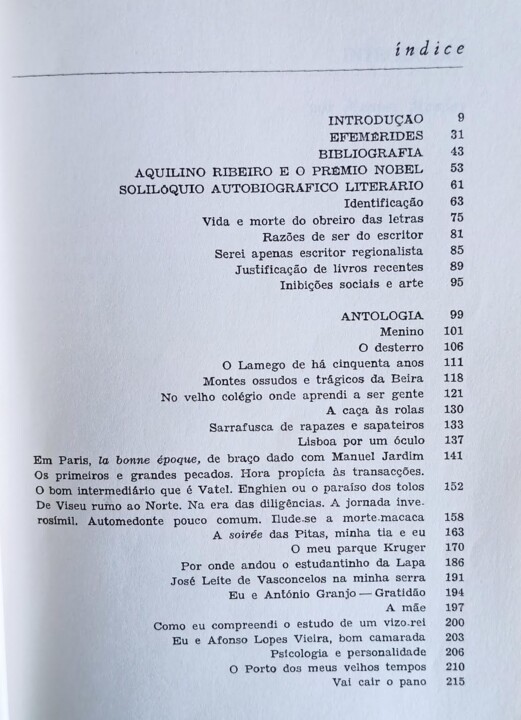 índice
INTRODUÇÃO 9
EFEMÉRIDES 31
BIBLIOGRAFIA 43
AQUILINO RIBEIRO E O PRÉMIO NOBEL 53
SOLILÓQUIO AUTOBIOGRÁFICO LITERÁRIO 61
Identificação 63
Vida e morte do obreiro das letras 75
Razões de ser do escritor 81
Serei apenas escritor regionalista 85
Justificação de livros recentes 89
Inibições sociais e arte 95
ANTOLOGIA 99
Menino 101
O desterro 106
O Lamego de há cinquenta anos 111
Montes ossudos e trágicos da Beira 118
No velho colégio onde aprendi a ser gente 121
A caça às rolas 130
Sarrafusca de rapazes e sapateiros 133
Lisboa por um óculo 137
Em Paris, la bonne époque, de braço dado com Manuel Jardim 141
Os primeiros e grandes pecados. Hora propícia às transacções.
O bom intermediário que é Vatel. Enghien ou o paraíso dos tolos 152
De Viseu rumo ao Norte. Na era das diligências. A jornada inve-
rosímil. Automedonte pouco comum. Ilude-se a morte-macaca 158
A soirée das Pitas, minha tia e eu 163
O meu parque Kruger 170
Por onde andou o estudantinho da Lapa 186
José Leite de Vasconcelos na minha serra 191
Eu e António Granjo — Gratidão 194
A mãe 197
Como eu compreendi o estudo de um vizo-rei 200
Eu e Afonso Lopes Vieira, bom camarada 203
Psicologia e personalidade 206
O Porto dos meus velhos tempos 210
Vai cair o pano 215